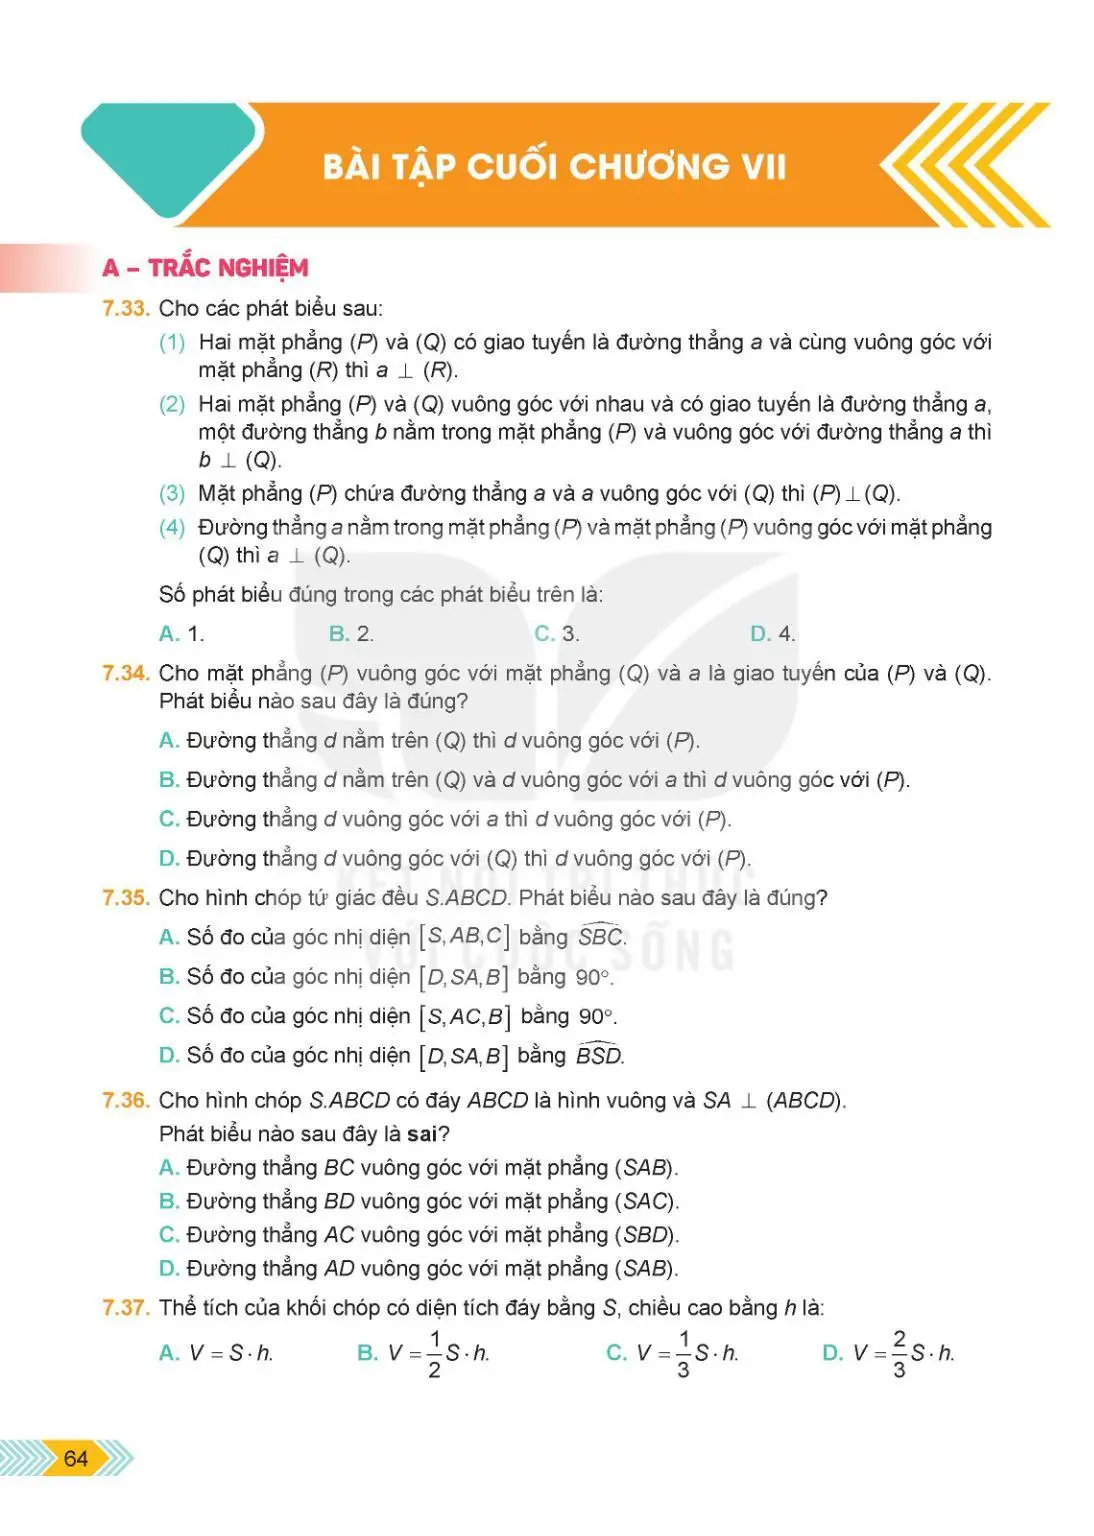 BÀI TẬP CUỐI CHƯƠNG VII
A – TRẮC NGHIỆM
7.33. Cho các phát biểu sau:
(1) Hai mặt phẳng (P) và (Q) có giao tuyến là đường thẳng a và cùng vuông góc với
mặt phẳng (R) thì a ⊥ (R).
(2) Hai mặt phẳng (P) và (Q) vuông góc với nhau và có giao tuyến là đường thẳng a,
một đường thẳng b nằm trong mặt phẳng (P) và vuông góc với đường thẳng a thì
b ⊥ (Q).
(3) Mặt phẳng (P) chứa đường thẳng a và a vuông góc với (Q) thì (P) ⊥ (Q).
(4) Đường thẳng a nằm trong mặt phẳng (P) và mặt phẳng (P) vuông góc với mặt phẳng
(Q) thì a ⊥ (Q).
Số phát biểu đúng trong các phát biểu trên là:
A. 1. B. 2. C. 3. D. 4.
7.34. Cho mặt phẳng (P) vuông góc với mặt phẳng (Q) và a là giao tuyến của (P) và (Q).
Phát biểu nào sau đây là đúng?
A. Đường thẳng d nằm trên (Q) thì d vuông góc với (P).
B. Đường thẳng d nằm trên (Q) và d vuông góc với a thì d vuông góc với (P).
C. Đường thẳng d vuông góc với a thì d vuông góc với (P).
D. Đường thẳng d vuông góc với (Q) thì d vuông góc với (P).
KẾT NỐI TRI THỨC
7.35. Cho hình chóp tứ giác đều S.ABCD. Phát biểu nào sau đây là đúng?
A. Số đo của góc nhị diện [S, AB, C] bằng \widehat{SBC}.
VỚI CUỘC SỐNG
B. Số đo của góc nhị diện [D, SA, B] bằng 90°.
C. Số đo của góc nhị diện [S, AC, B] bằng 90°.
D. Số đo của góc nhị diện [D, SA, B] bằng \widehat{BSD}.
7.36. Cho hình chóp S.ABCD có đáy ABCD là hình vuông và SA ⊥ (ABCD).
Phát biểu nào sau đây là sai?
A. Đường thẳng BC vuông góc với mặt phẳng (SAB).
B. Đường thẳng BD vuông góc với mặt phẳng (SAC).
C. Đường thẳng AC vuông góc với mặt phẳng (SBD).
D. Đường thẳng AD vuông góc với mặt phẳng (SAB).
7.37. Thể tích của khối chóp có diện tích đáy bằng S, chiều cao bằng h là:
A. V = S · h. B. V = 1/2 S · h. C. V = 1/3 S · h. D. V = 2/3 S · h.
64